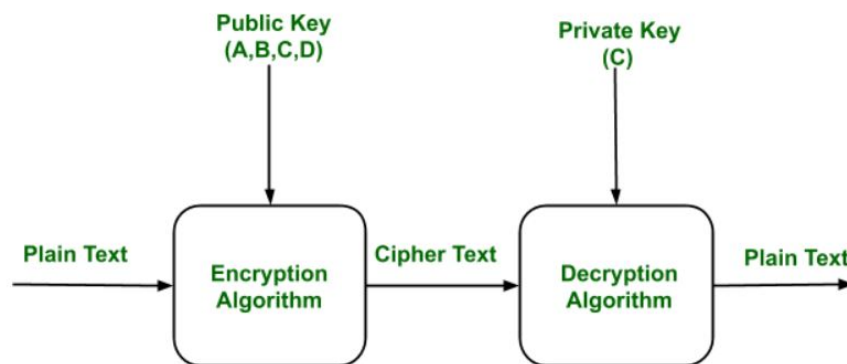 Public Key
(A,B,C,D)
Private Key
(C)
Plain Text
Encryption
Algorithm
Cipher Text
Decryption
Algorithm
Plain Text